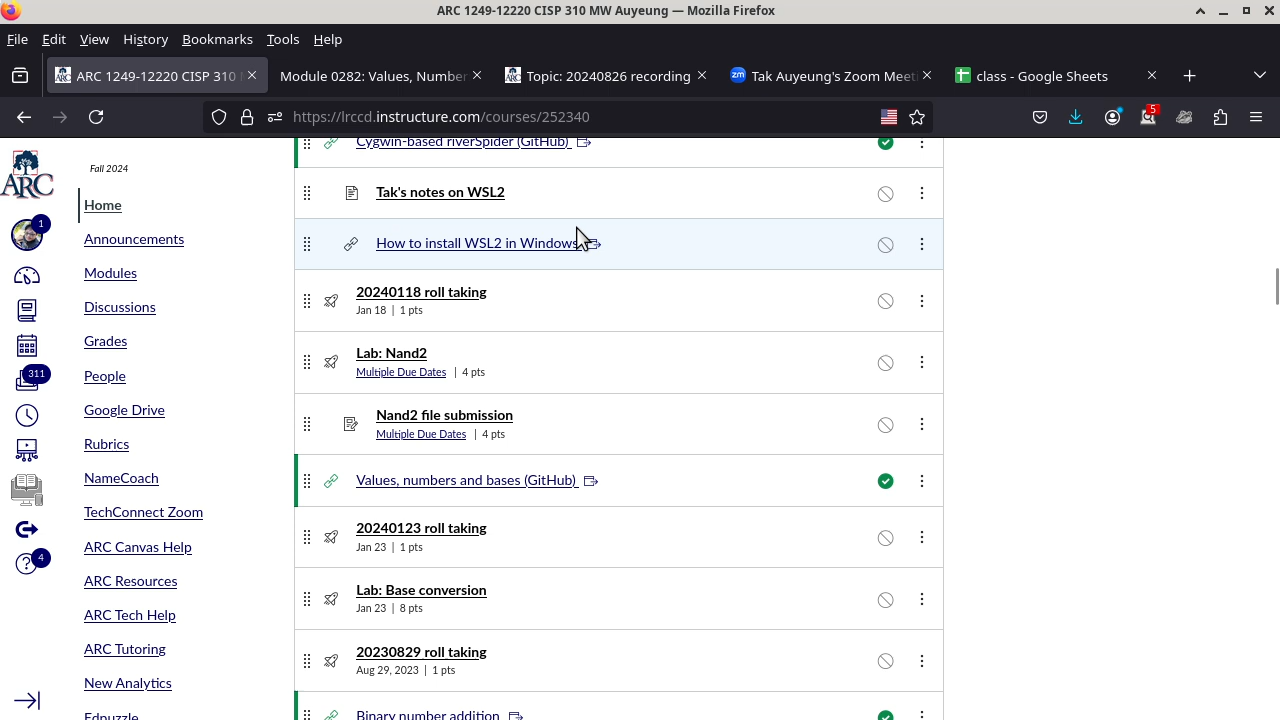 ARC 1249-12220 CISP 310 MW Auyeung — Mozilla Firefox
File Edit View History Bookmarks Tools Help
ARC 1249-12220 CISP 310
Module 0282: Values, Number
Topic: 20240826 recording
zm Tak Auyeung's Zoom Meet
class - Google Sheets
https://lrccd.instructure.com/courses/252340
5
ARC
1
311
4
Fall 2024
Home
Announcements
Modules
Discussions
Grades
People
Google Drive
Rubrics
NameCoach
TechConnect Zoom
ARC Canvas Help
ARC Resources
ARC Tech Help
ARC Tutoring
New Analytics
Edpuzzle
Cygwin-based riverSpider (GitHub)
Tak's notes on WSL2
How to install WSL2 in Windows
20240118 roll taking
Jan 18 | 1 pts
Lab: Nand2
Multiple Due Dates | 4 pts
Nand2 file submission
Multiple Due Dates | 4 pts
Values, numbers and bases (GitHub)
20240123 roll taking
Jan 23 | 1 pts
Lab: Base conversion
Jan 23 | 8 pts
20230829 roll taking
Aug 29, 2023 | 1 pts
Binary number addition